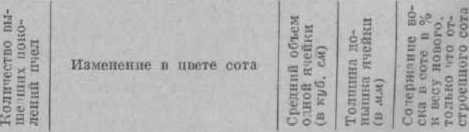 Количество вы-
шедших поко-
лений пчел
Изменение в цвете сота
Средний объем
одной ячейки
(в куб. см)
Толщина до-
нышка ячейки
(в мм)
Содержание во-
ска в соте в %
к весу нового,
только что от-
строенного сота